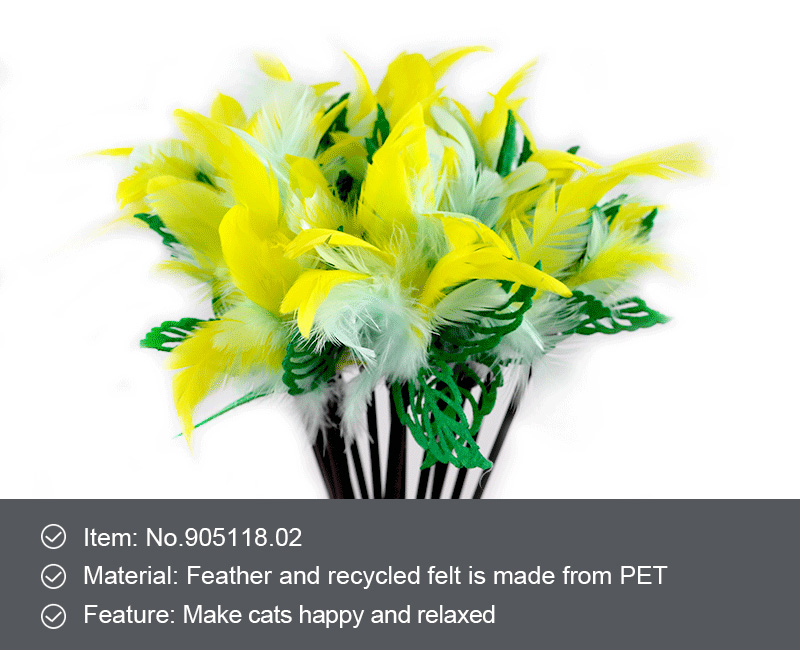 Item: No.905118.02
Material: Feather and recycled felt is made from PET
Feature: Make cats happy and relaxed